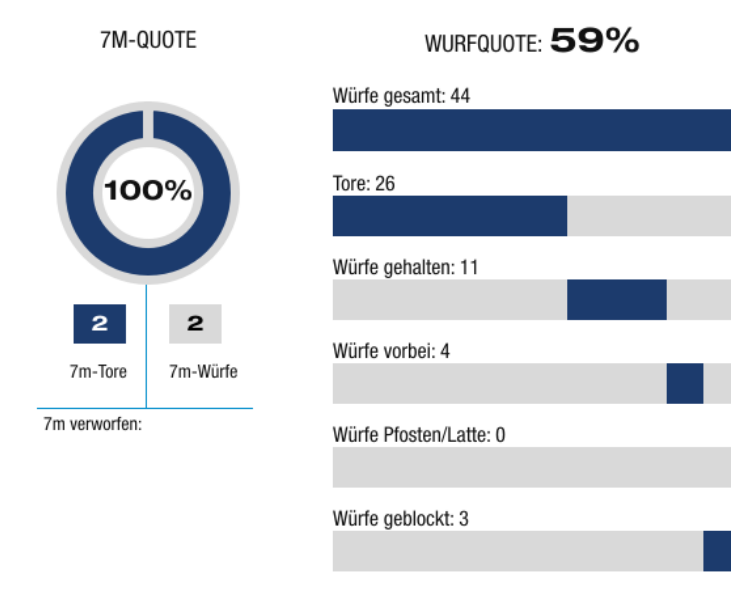 7M-QUOTE
100%
2 2
7m-Tore 7m-Würfe
7m verworfen:
WURFQUOTE: 59%
Würfe gesamt: 44
Tore: 26
Würfe gehalten: 11
Würfe vorbei: 4
Würfe Pfosten/Latte: 0
Würfe geblockt: 3